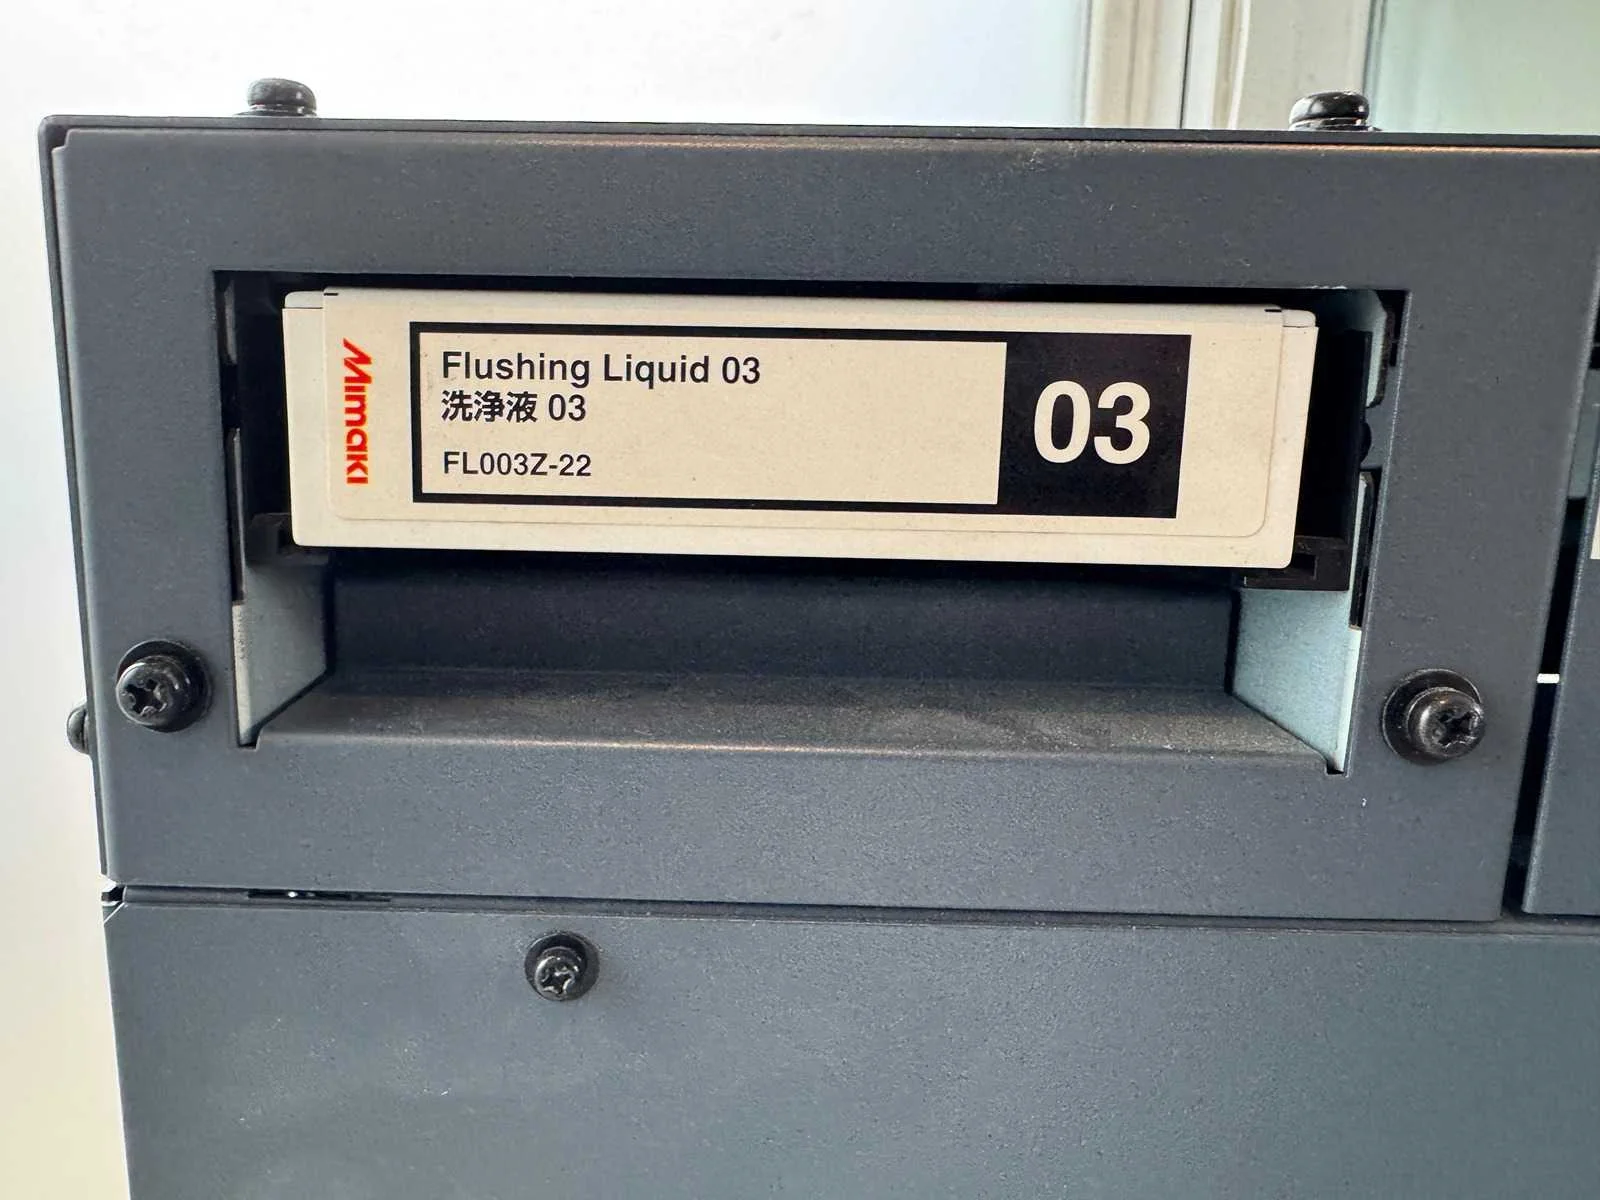 Mimaki
Flushing Liquid 03
洗浄液 03
FL003Z-22
03